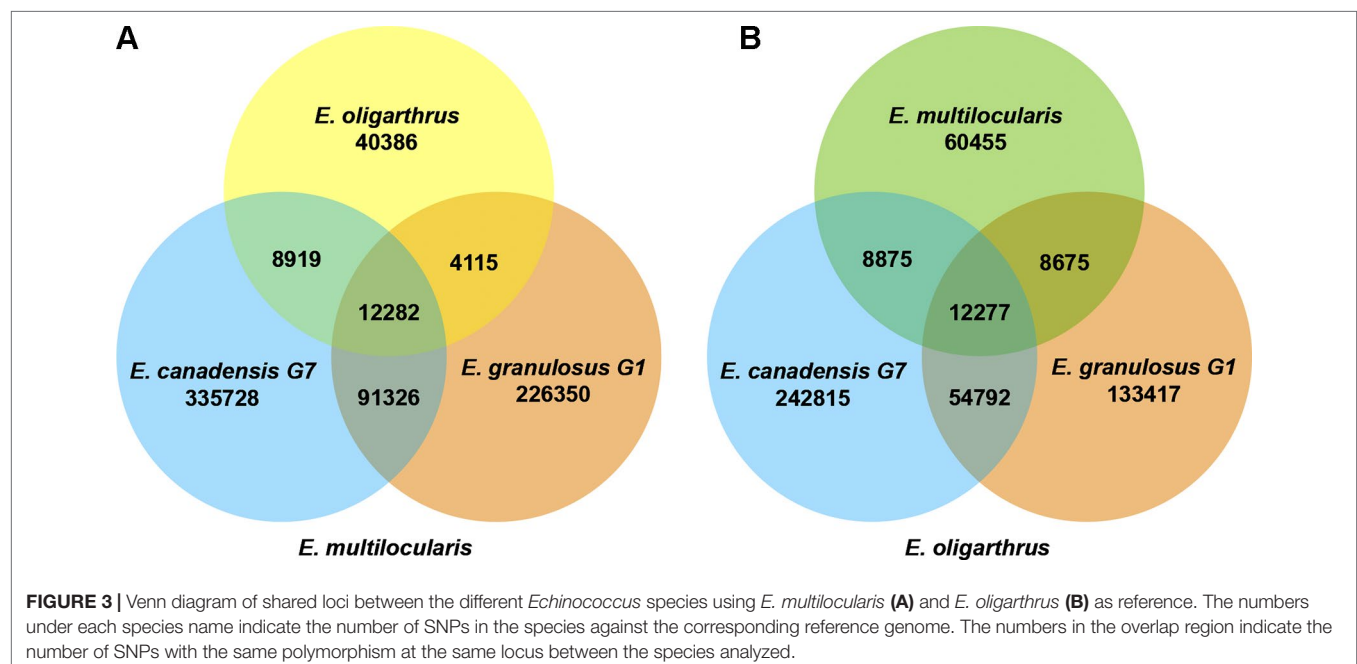 A
E. oligarthrus
40386
8919
4115
12282
E. canadensis G7
335728
91326
E. granulosus G1
226350
E. multilocularis
B
E. multilocularis
60455
8875
8675
12277
E. canadensis G7
242815
54792
E. granulosus G1
133417
E. oligarthrus
FIGURE 3 | Venn diagram of shared loci between the different Echinococcus species using E. multilocularis (A) and E. oligarthrus (B) as reference. The numbers
under each species name indicate the number of SNPs in the species against the corresponding reference genome. The numbers in the overlap region indicate the
number of SNPs with the same polymorphism at the same locus between the species analyzed.